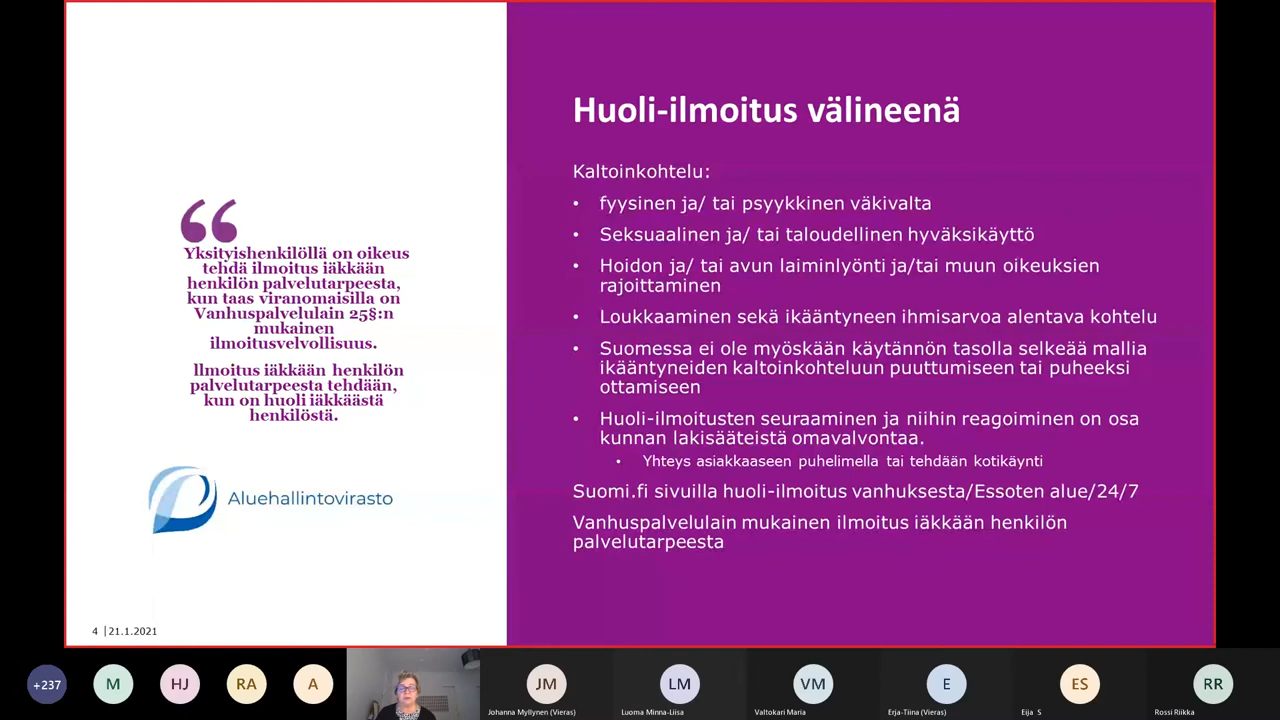 Huoli-ilmoitus välineenä
Kaltoinkohtelu:
• fyysinen ja/ tai psyykkinen väkivalta
• Seksuaalinen ja/ tai taloudellinen hyväksikäyttö
• Hoidon ja/ tai avun laiminlyönti ja/tai muun oikeuksien
rajoittaminen
• Loukkaaminen sekä ikääntyneen ihmisarvoa alentava kohtelu
• Suomessa ei ole myöskään käytännön tasolla selkeää mallia
ikääntyneiden kaltoinkohteluun puuttumiseen tai puheeksi
ottamiseen
• Huoli-ilmoitusten seuraaminen ja niihin reagoiminen on osa
kunnan lakisääteistä omavalvontaa.
• Yhteys asiakkaaseen puhelimella tai tehdään kotikäynti
Suomi.fi sivuilla huoli-ilmoitus vanhuksesta/Essoten alue/24/7
Vanhuspalvelulain mukainen ilmoitus iäkkään henkilön
palvelutarpeesta
“
Yksityishenkilöllä on oikeus
tehdä ilmoitus iäkkään
henkilön palvelutarpeesta,
kun taas viranomaisilla on
Vanhuspalvelulain 25§:n
mukainen
ilmoitusvelvollisuus.
llmoitus iäkkään henkilön
palvelutarpeesta tehdään,
kun on huoli iäkkäästä
henkilöstä.
Aluehallintovirasto
4 |21.1.2021
+237
M
HJ
RA
A
JM
LM
VM
E
ES
RR
Johanna Myllynen (Vieras)
Luoma Minna-Liisa
Valtokari Maria
Erja-Tiina (Vieras)
Eija S
Rossi Riikka